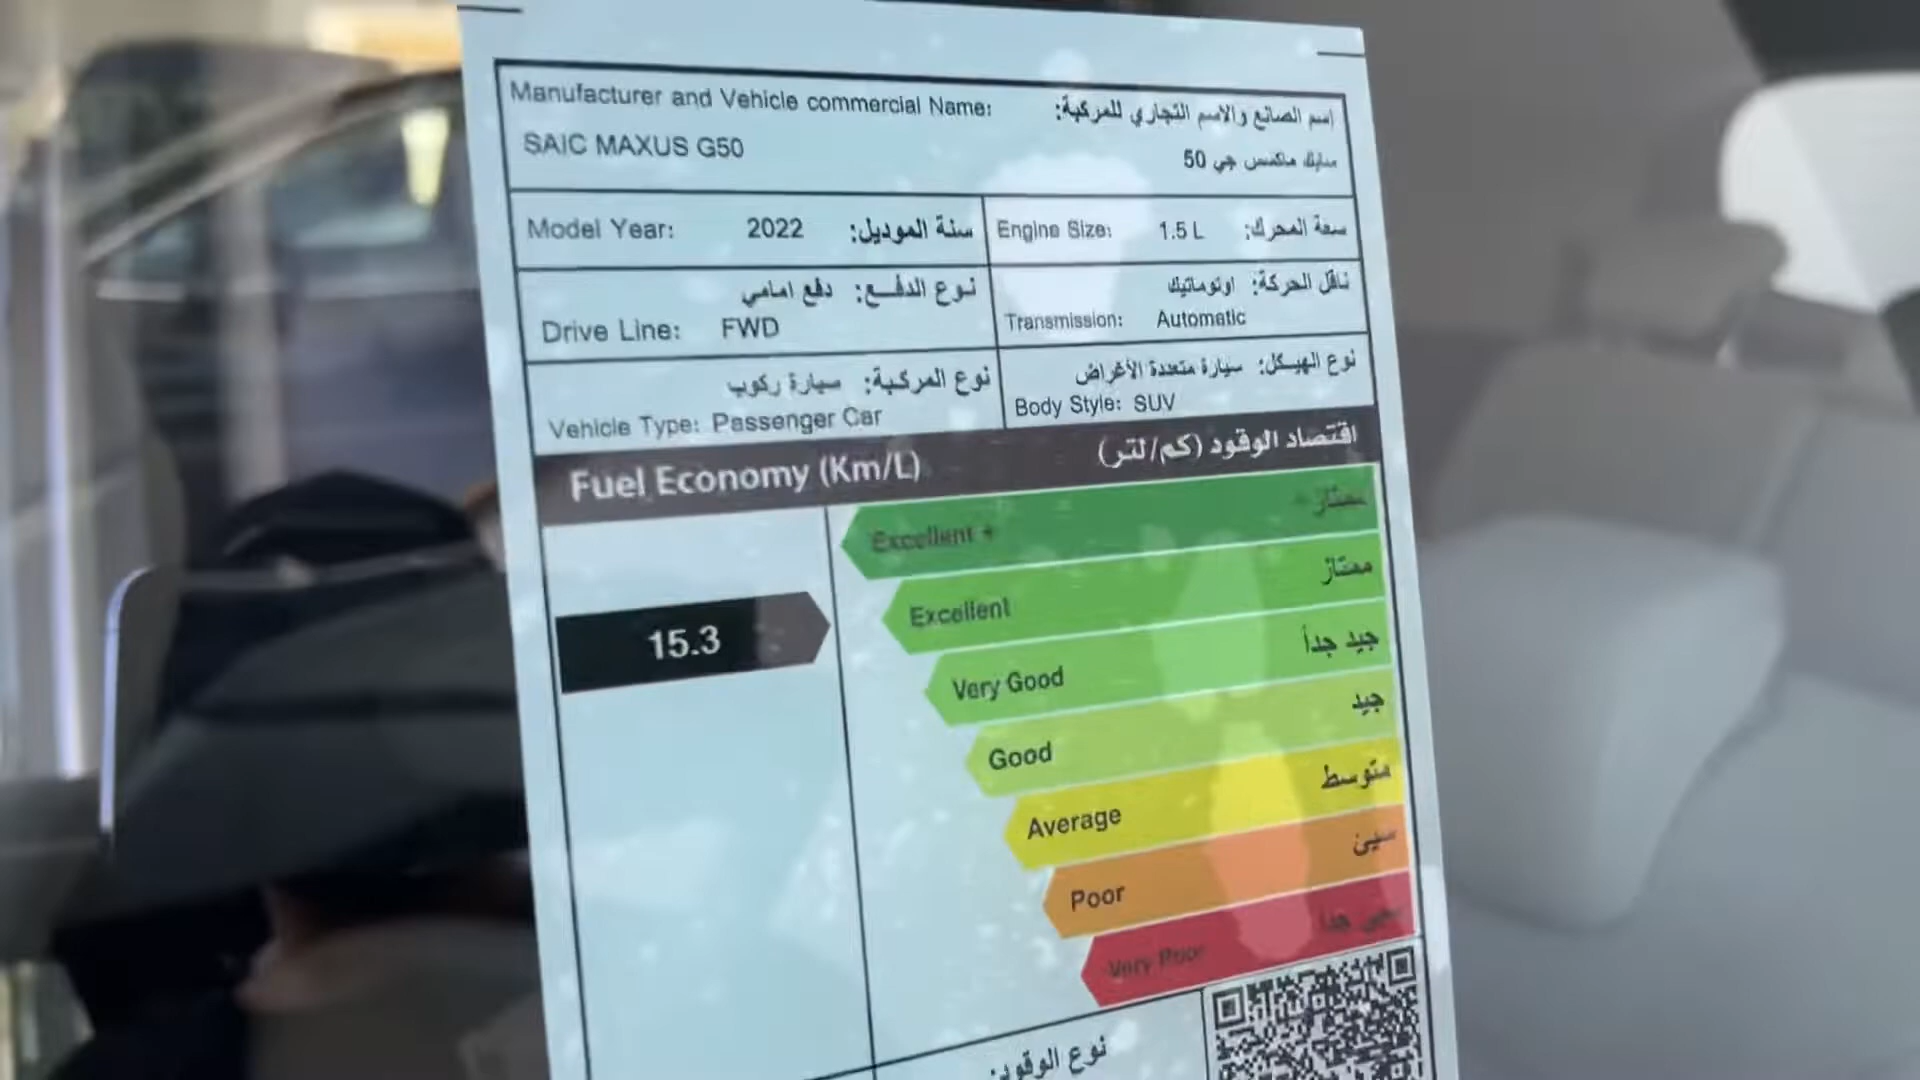 Manufacturer and Vehicle commercial Name:
إسم الصانع والاسم التجاري للمركبة:
SAIC MAXUS G50
سايك ماكسس جي 50
Model Year: 2022 سنة الموديل:
Engine Size: 1.5 L سعة المحرك:
نوع الدفع: دفع امامي
Drive Line: FWD
ناقل الحركة: اوتوماتيك
Transmission: Automatic
نوع المركبة: سيارة ركوب
Vehicle Type: Passenger Car
نوع الهيكل: سيارة متعددة الأغراض
Body Style: SUV
Fuel Economy (Km/L)
اقتصاد الوقود (كم/لتر)
15.3
Excellent + ممتاز +
Excellent ممتاز
Very Good جيد جداً
Good جيد
Average متوسط
Poor سيئ
Very Poor سيئ جداً
نوع الوقود: